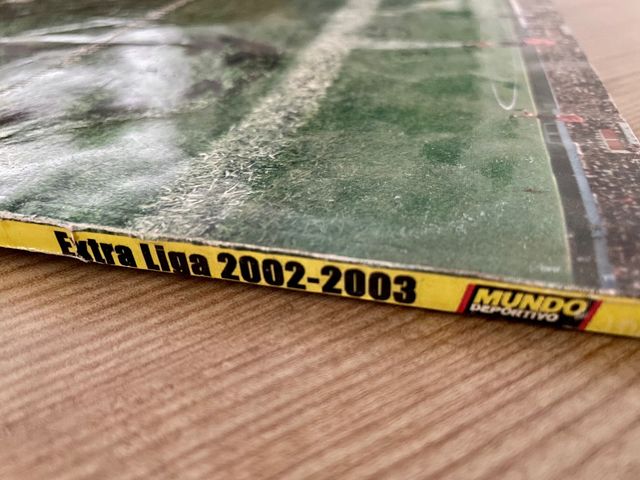 Extra Liga 2002-2003
MUNDO
DEPORTIVO